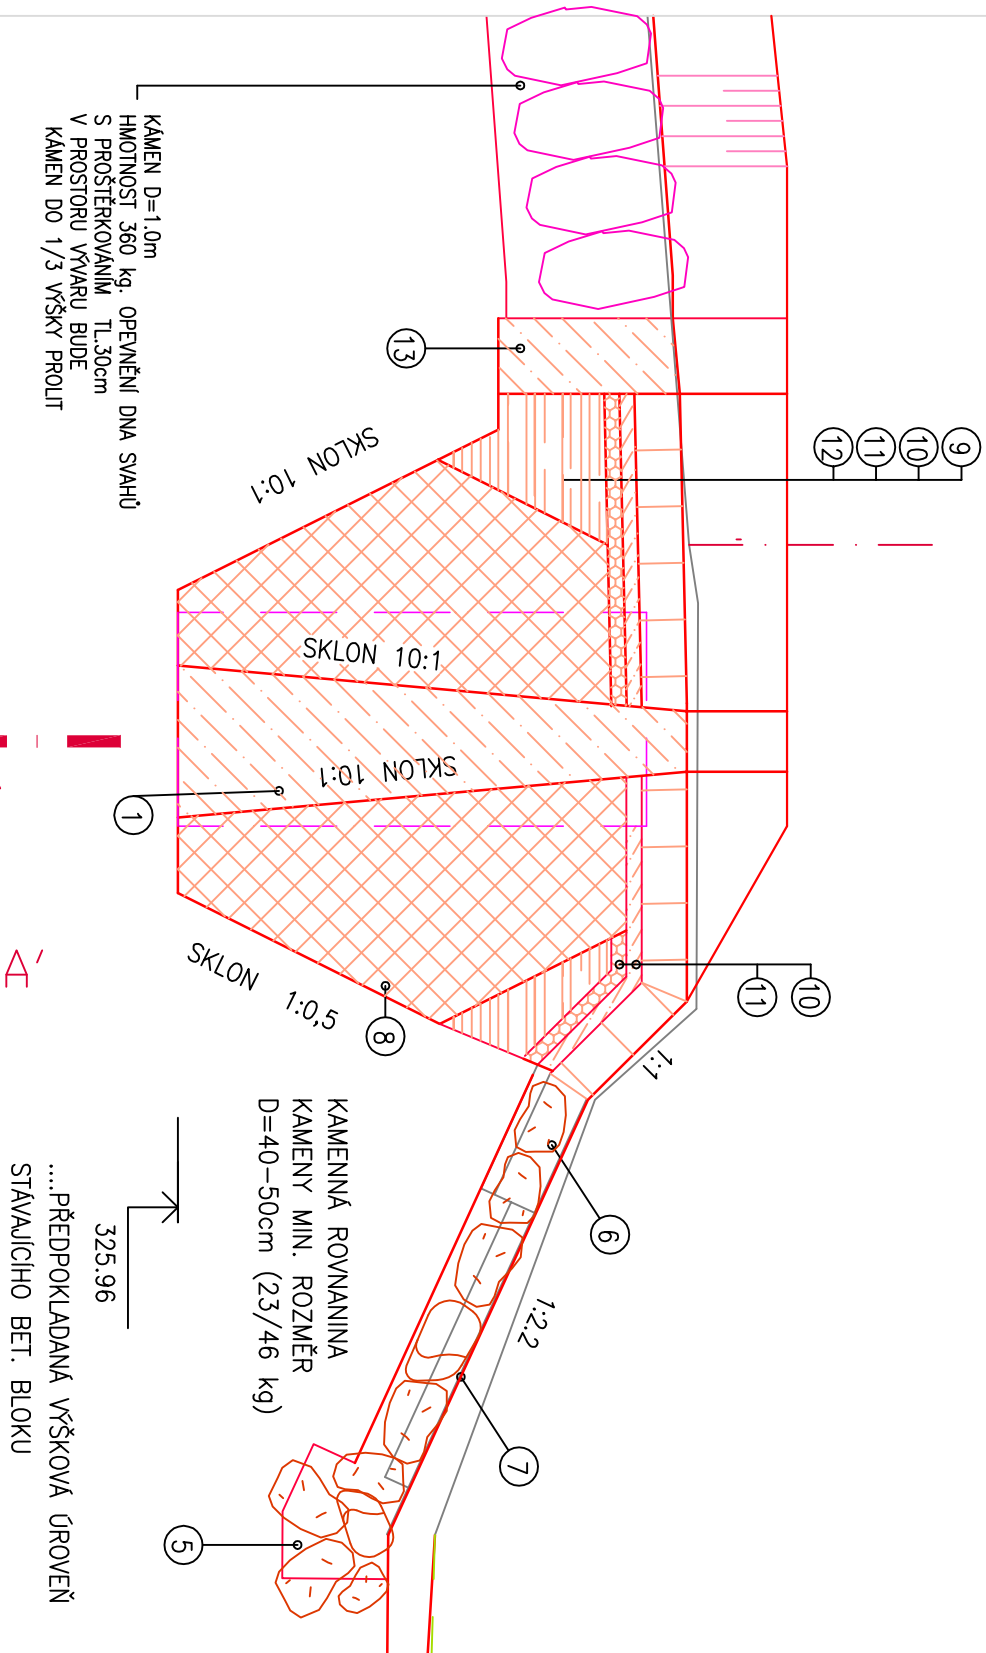 KÁMEN D=1.0m
HMOTNOST 360 kg. OPEVNĚNÍ DNA SVAHŮ
S PROŠTĚRKOVÁNÍM TL.30cm
V PROSTORU VÝVARU BUDE
KÁMEN DO 1/3 VÝŠKY PROLIT
13
9
10
11
12
SKLON 10:1
SKLON 10:1
SKLON 10:1
1
SKLON 1:0,5
8
11
10
1:1
A'
KAMENNÁ ROVNANINA
KAMENY MIN. ROZMĚR
D=40-50cm (23/46 kg)
6
1:2.2
7
5
325.96
....PŘEDPOKLADANÁ VÝŠKOVÁ ÚROVEŇ
STÁVAJÍCÍHO BET. BLOKU